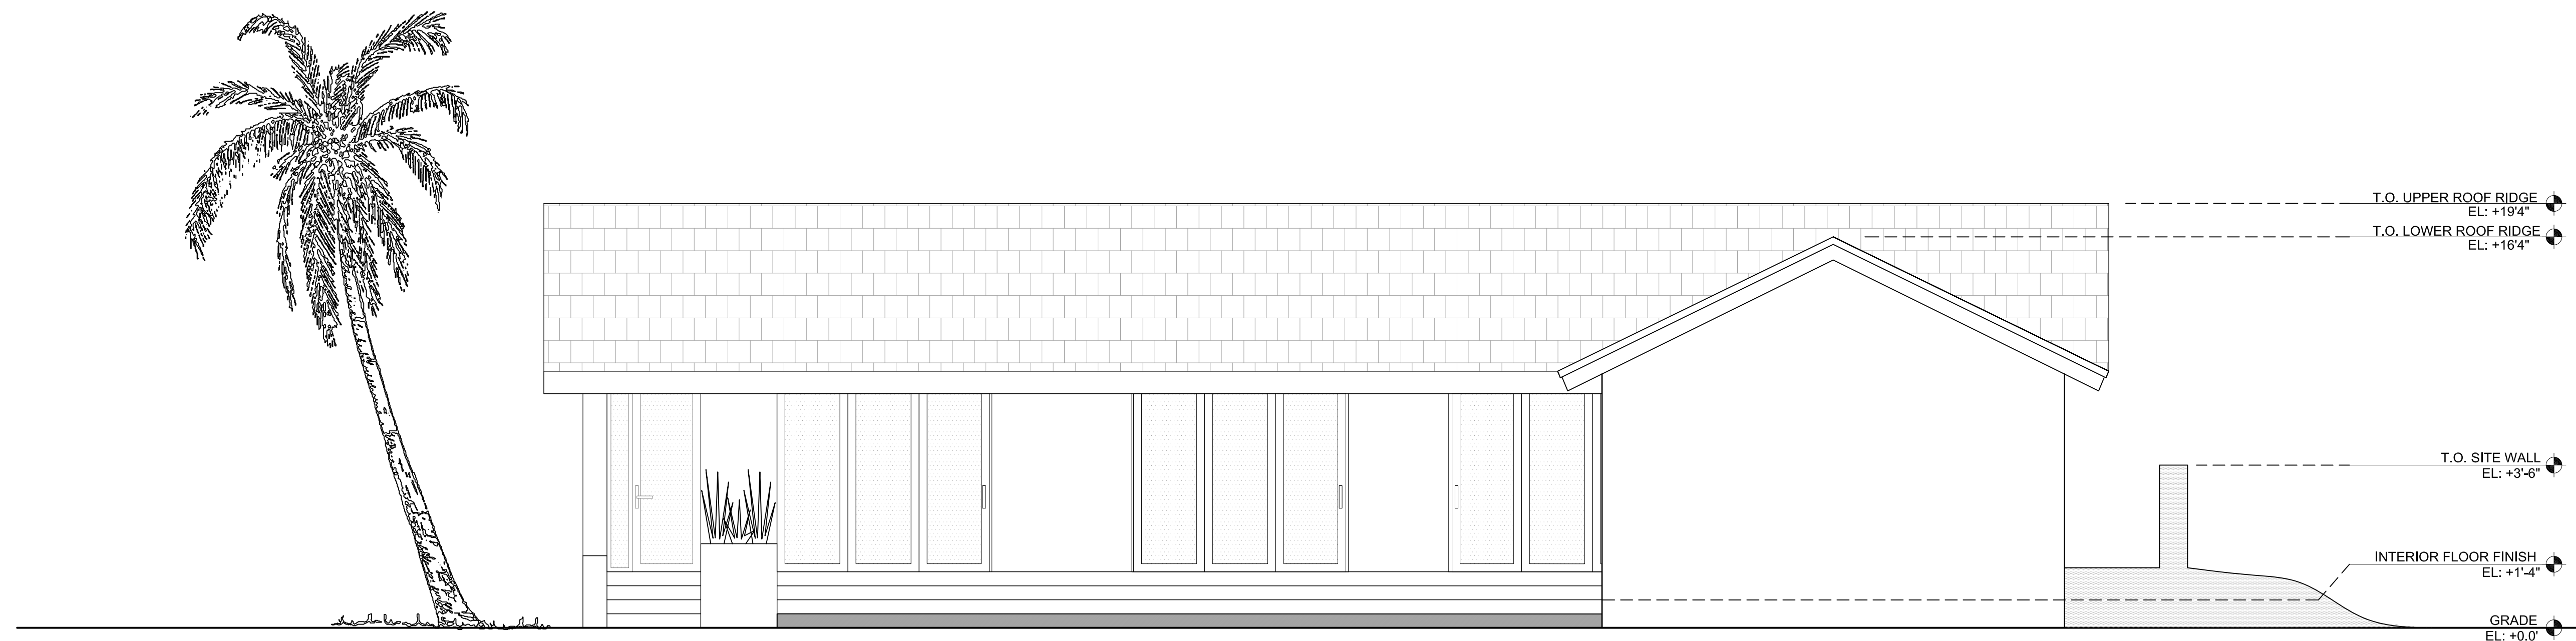 T.O. UPPER ROOF RIDGE
EL: +19'4"
T.O. LOWER ROOF RIDGE
EL: +16'4"
T.O. SITE WALL
EL: +3'-6"
INTERIOR FLOOR FINISH
EL: +1'-4"
GRADE
EL: +0.0'